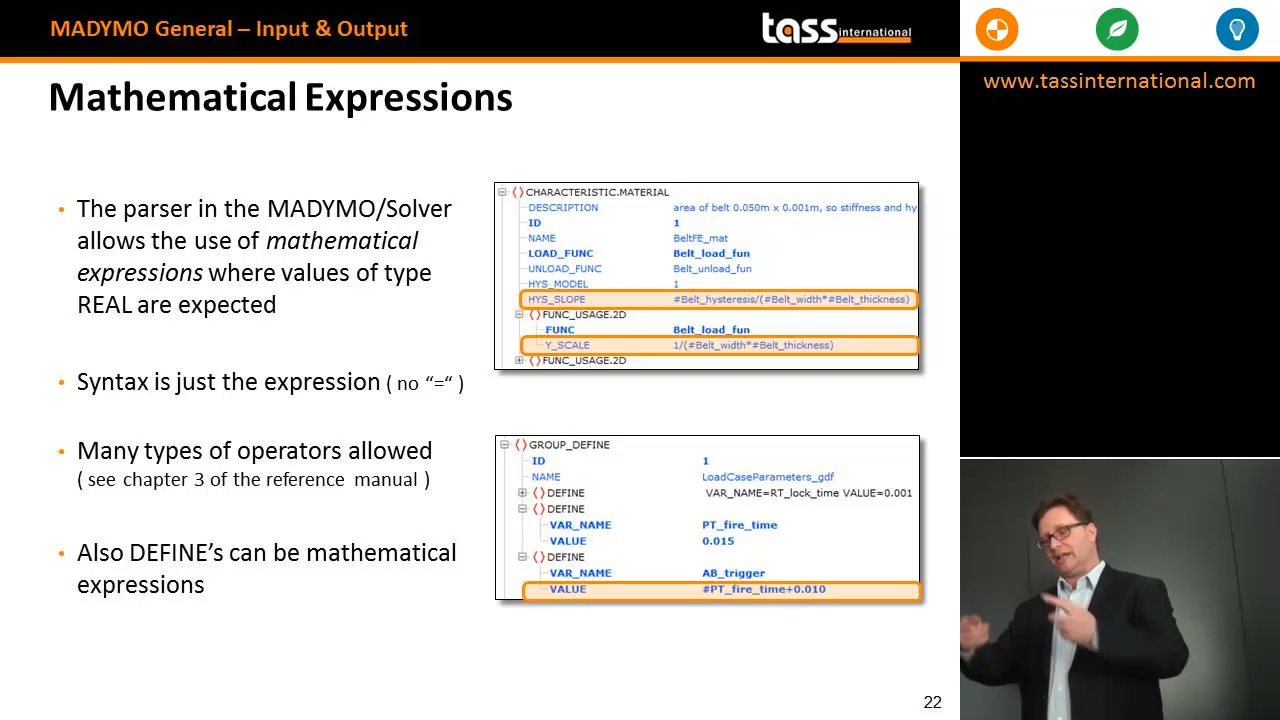 MADYMO General – Input & Output
tass international
www.tassinternational.com
Mathematical Expressions
• The parser in the MADYMO/Solver
allows the use of mathematical
expressions where values of type
REAL are expected
• Syntax is just the expression ( no “=“ )
• Many types of operators allowed
( see chapter 3 of the reference manual )
• Also DEFINE’s can be mathematical
expressions
CHARACTERISTIC.MATERIAL
DESCRIPTION area of belt 0.050m x 0.001m, so stiffness and hy
ID 1
NAME BeltFE_mat
LOAD_FUNC Belt_load_fun
UNLOAD_FUNC Belt_unload_fun
HYS_MODEL 1
HYS_SLOPE #Belt_hysteresis/(#Belt_width*#Belt_thickness)
FUNC_USAGE.2D
FUNC Belt_load_fun
Y_SCALE 1/(#Belt_width*#Belt_thickness)
FUNC_USAGE.2D
GROUP_DEFINE
ID 1
NAME LoadCaseParameters_gdf
DEFINE VAR_NAME=RT_lock_time VALUE=0.001
DEFINE
VAR_NAME PT_fire_time
VALUE 0.015
DEFINE
VAR_NAME AB_trigger
VALUE #PT_fire_time+0.010
22